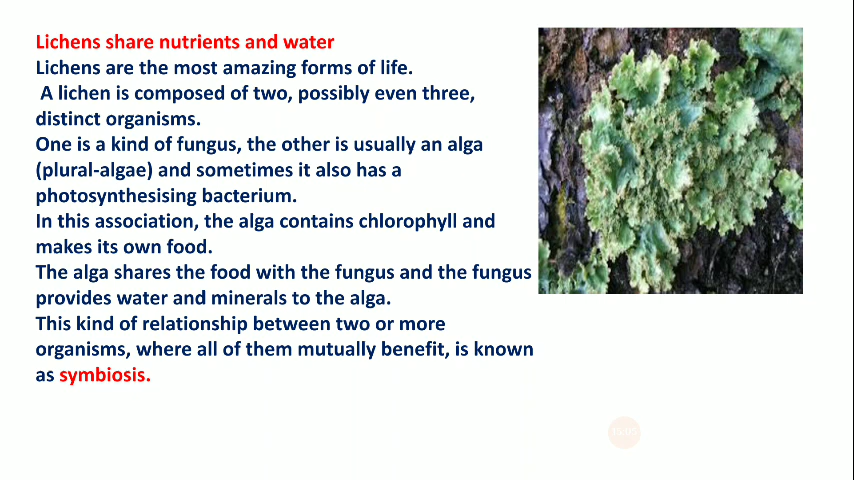 Lichens share nutrients and water
Lichens are the most amazing forms of life.
A lichen is composed of two, possibly even three,
distinct organisms.
One is a kind of fungus, the other is usually an alga
(plural-algae) and sometimes it also has a
photosynthesising bacterium.
In this association, the alga contains chlorophyll and
makes its own food.
The alga shares the food with the fungus and the fungus
provides water and minerals to the alga.
This kind of relationship between two or more
organisms, where all of them mutually benefit, is known
as symbiosis.